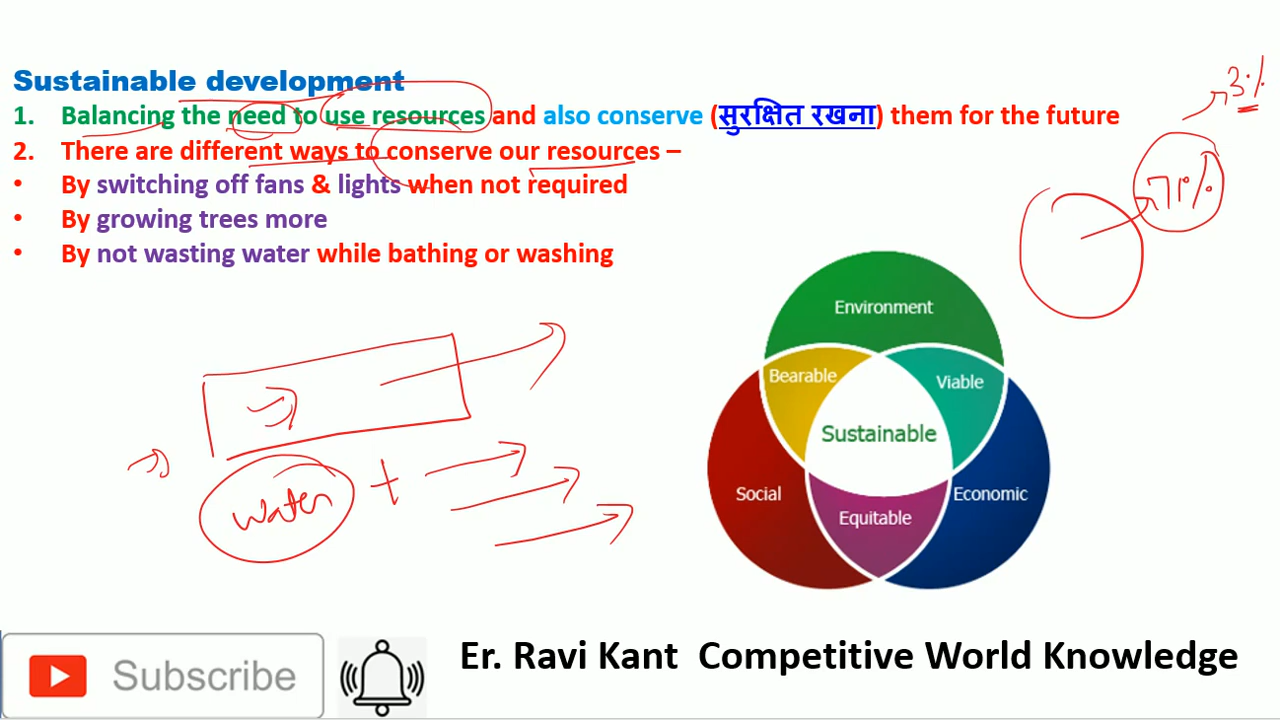 Sustainable development
1. Balancing the need to use resources and also conserve (सुरक्षित रखना) them for the future
2. There are different ways to conserve our resources –
• By switching off fans & lights when not required
• By growing trees more
• By not wasting water while bathing or washing
3%
71%
water +
Environment
Bearable
Viable
Sustainable
Social
Economic
Equitable
Subscribe
Er. Ravi Kant Competitive World Knowledge